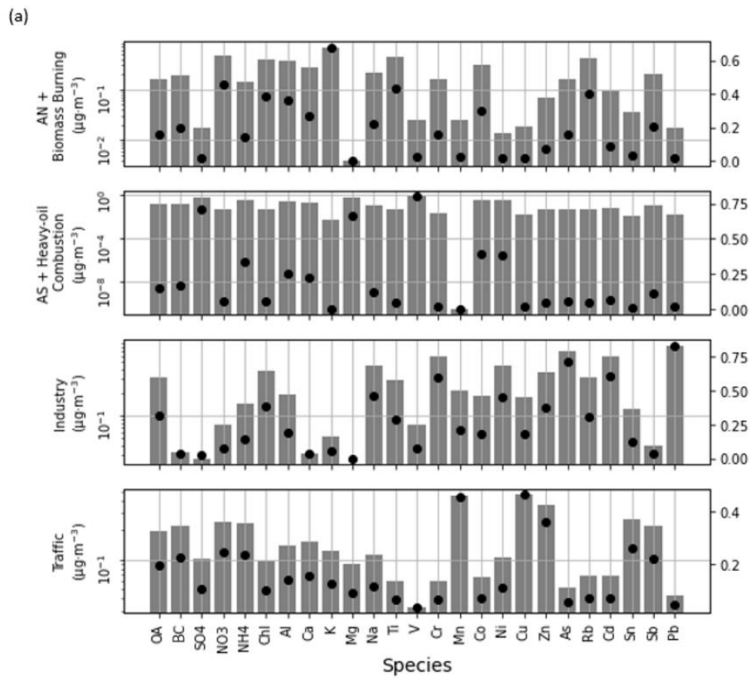 (a)
AN +
Biomass Burning
(μg·m⁻³)
10⁻¹
10⁻²
0.6
0.4
0.2
0.0
AS + Heavy-oil
Combustion
(μg·m⁻³)
10⁰
10⁻⁴
10⁻⁸
0.75
0.50
0.25
0.00
Industry
(μg·m⁻³)
10⁻¹
0.75
0.50
0.25
0.00
Traffic
(μg·m⁻³)
10⁻¹
0.4
0.2
OA BC SO4 NO3 NH4 Chl Al Ca K Mg Na Ti V Cr Mn Co Ni Cu Zn As Rb Cd Sn Sb Pb
Species